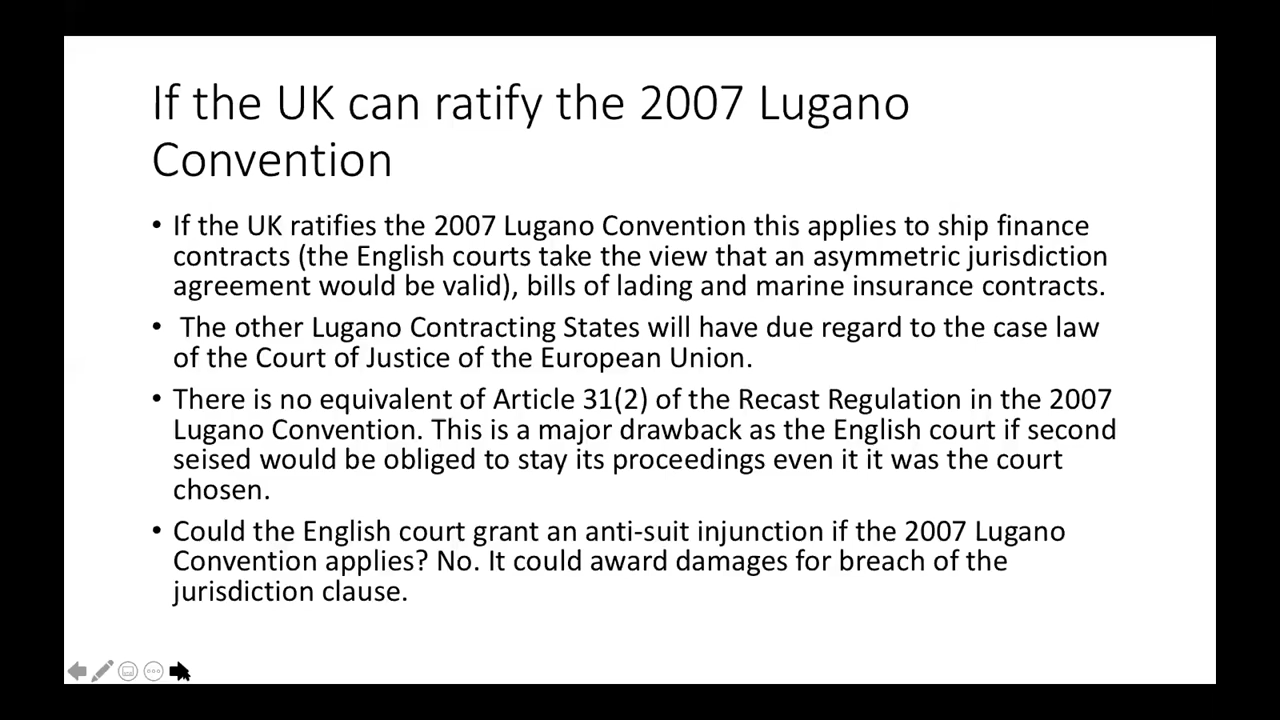 If the UK can ratify the 2007 Lugano
Convention
• If the UK ratifies the 2007 Lugano Convention this applies to ship finance
contracts (the English courts take the view that an asymmetric jurisdiction
agreement would be valid), bills of lading and marine insurance contracts.
• The other Lugano Contracting States will have due regard to the case law
of the Court of Justice of the European Union.
• There is no equivalent of Article 31(2) of the Recast Regulation in the 2007
Lugano Convention. This is a major drawback as the English court if second
seised would be obliged to stay its proceedings even it it was the court
chosen.
• Could the English court grant an anti-suit injunction if the 2007 Lugano
Convention applies? No. It could award damages for breach of the
jurisdiction clause.